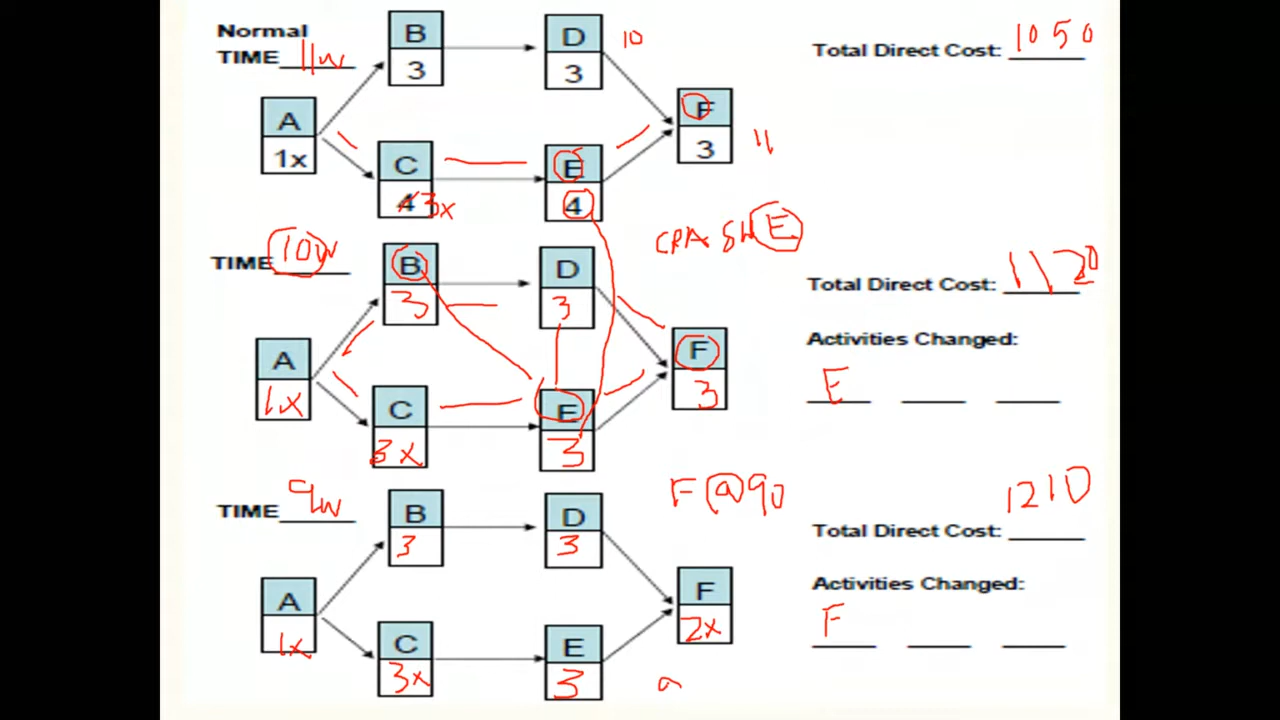 Normal
TIME 11w
B
3
D
3
10
Total Direct Cost: 1050
A
1x
F
3
11
C
4 3x
E
4
CRASH E
TIME 10w
B
3
D
3
Total Direct Cost: 1120
A
1x
F
3
Activities Changed:
E
C
3x
E
3
TIME 9w
B
3
D
3
F@90
Total Direct Cost: 1210
A
1x
F
2x
Activities Changed:
F
C
3x
E
3